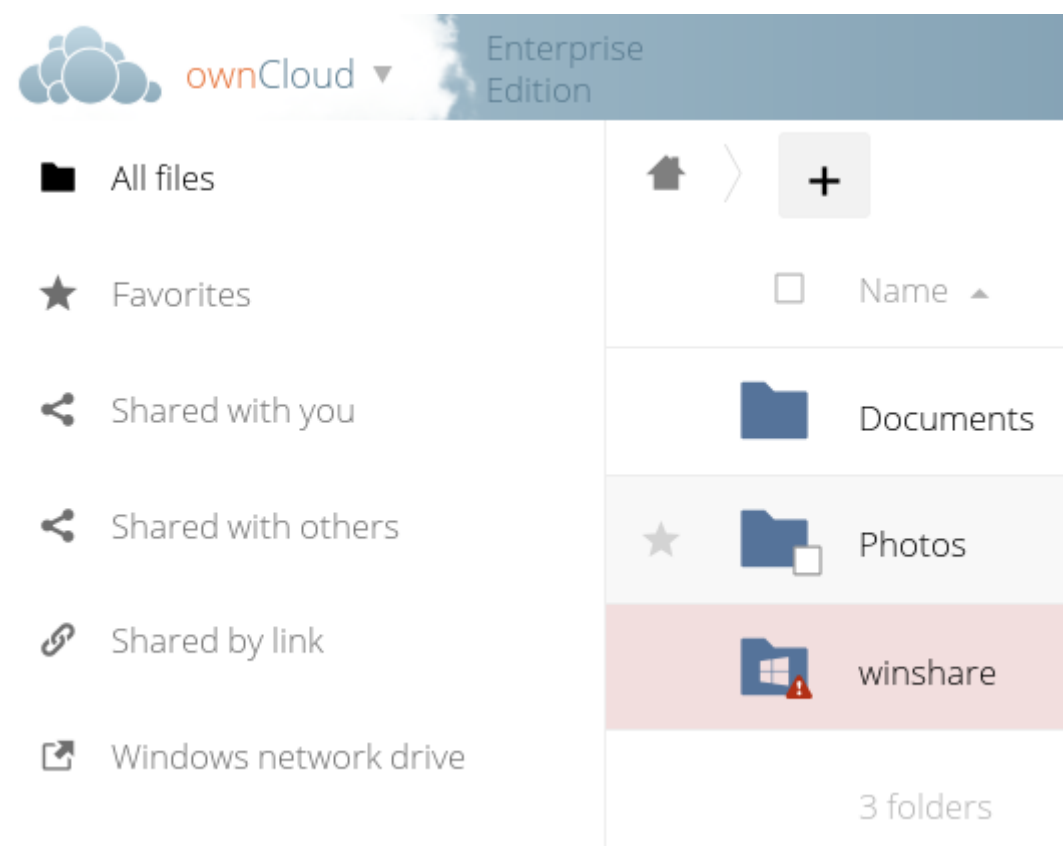 ownCloud
Enterprise
Edition
All files
Favorites
Shared with you
Shared with others
Shared by link
Windows network drive
Name
Documents
Photos
winshare
3 folders